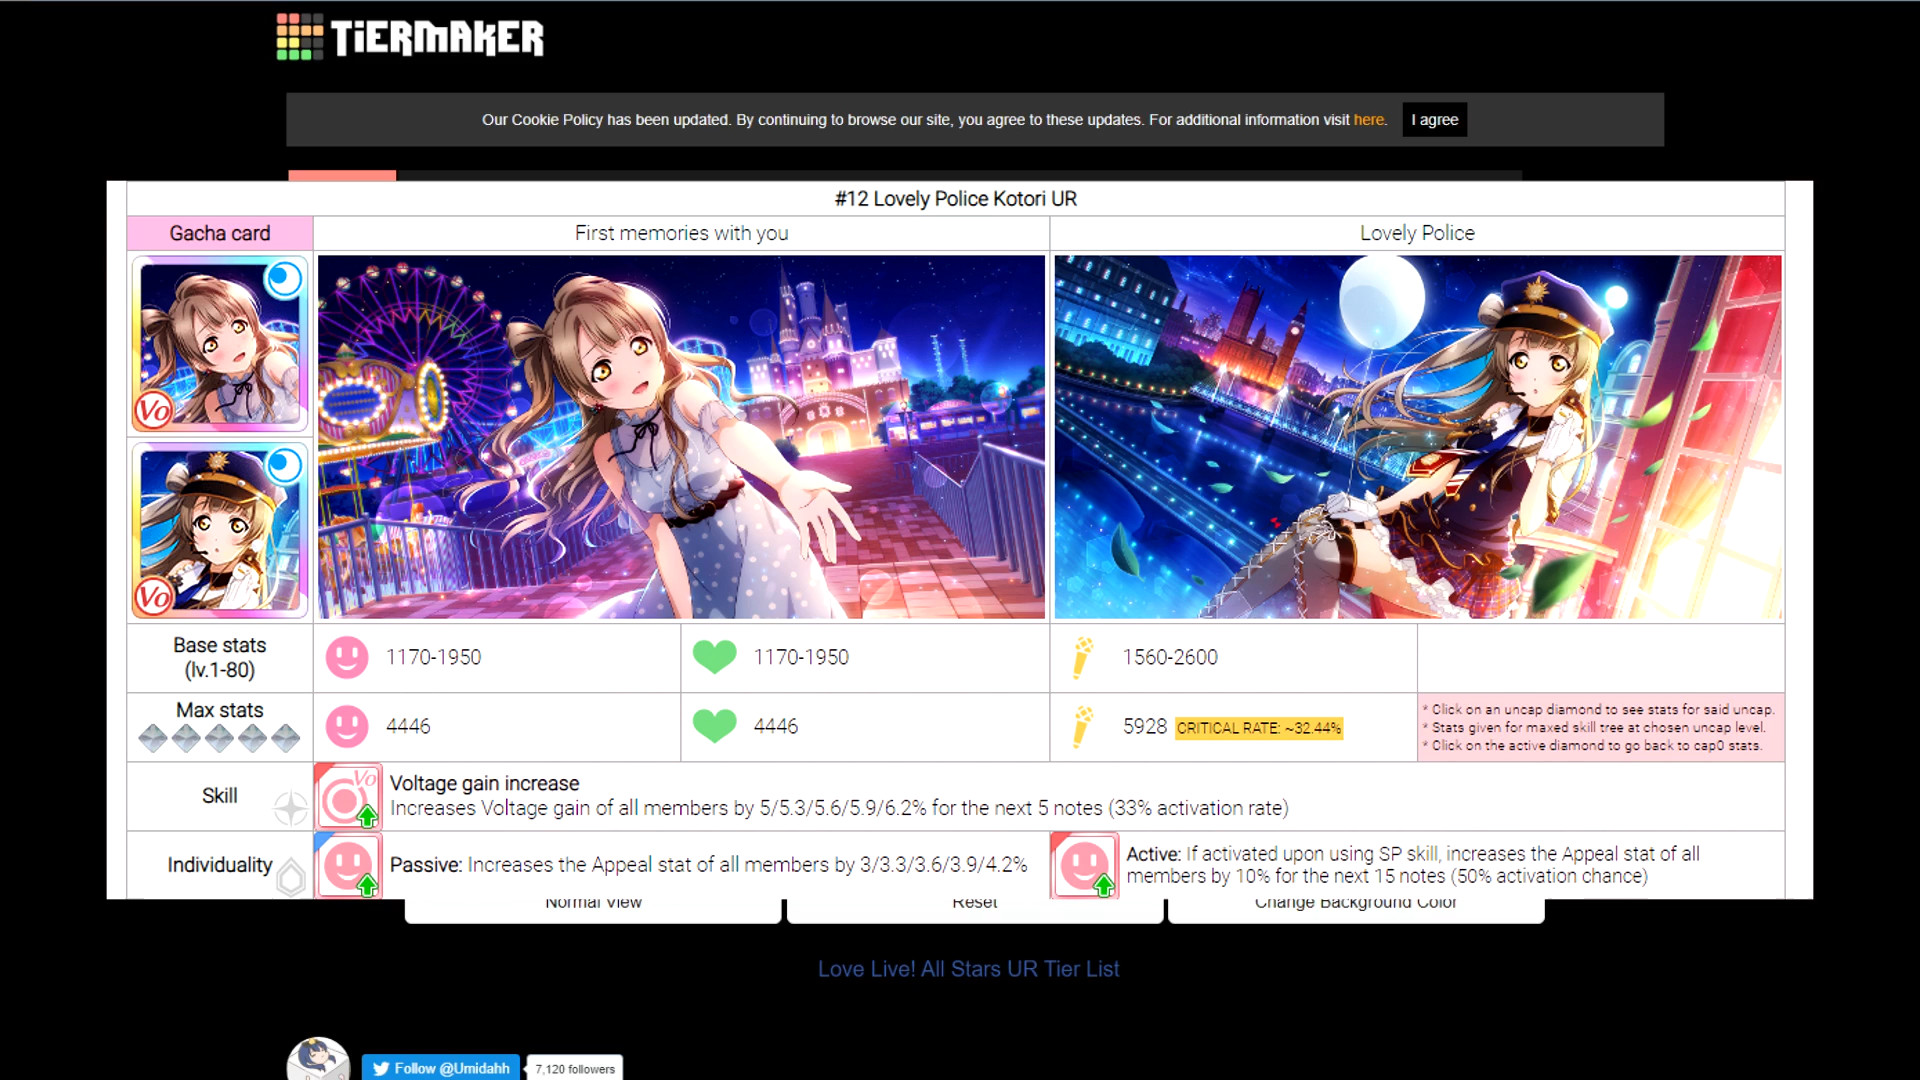 TiERMAKER
Our Cookie Policy has been updated. By continuing to browse our site, you agree to these updates. For additional information visit here.
I agree
#12 Lovely Police Kotori UR
Gacha card
First memories with you
Lovely Police
Vo
Vo
Base stats
(lv.1-80)
1170-1950
1170-1950
1560-2600
Max stats
4446
4446
5928
CRITICAL RATE: ~32.44%
* Click on an uncap diamond to see stats for said uncap.
* Stats given for maxed skill tree at chosen uncap level.
* Click on the active diamond to go back to cap0 stats.
Skill
Vo
Voltage gain increase
Increases Voltage gain of all members by 5/5.3/5.6/5.9/6.2% for the next 5 notes (33% activation rate)
Individuality
Passive: Increases the Appeal stat of all members by 3/3.3/3.6/3.9/4.2%
Active: If activated upon using SP skill, increases the Appeal stat of all
members by 10% for the next 15 notes (50% activation chance)
Normal View
Reset
Change Background Color
Love Live! All Stars UR Tier List
Follow @Umidahh
7,120 followers